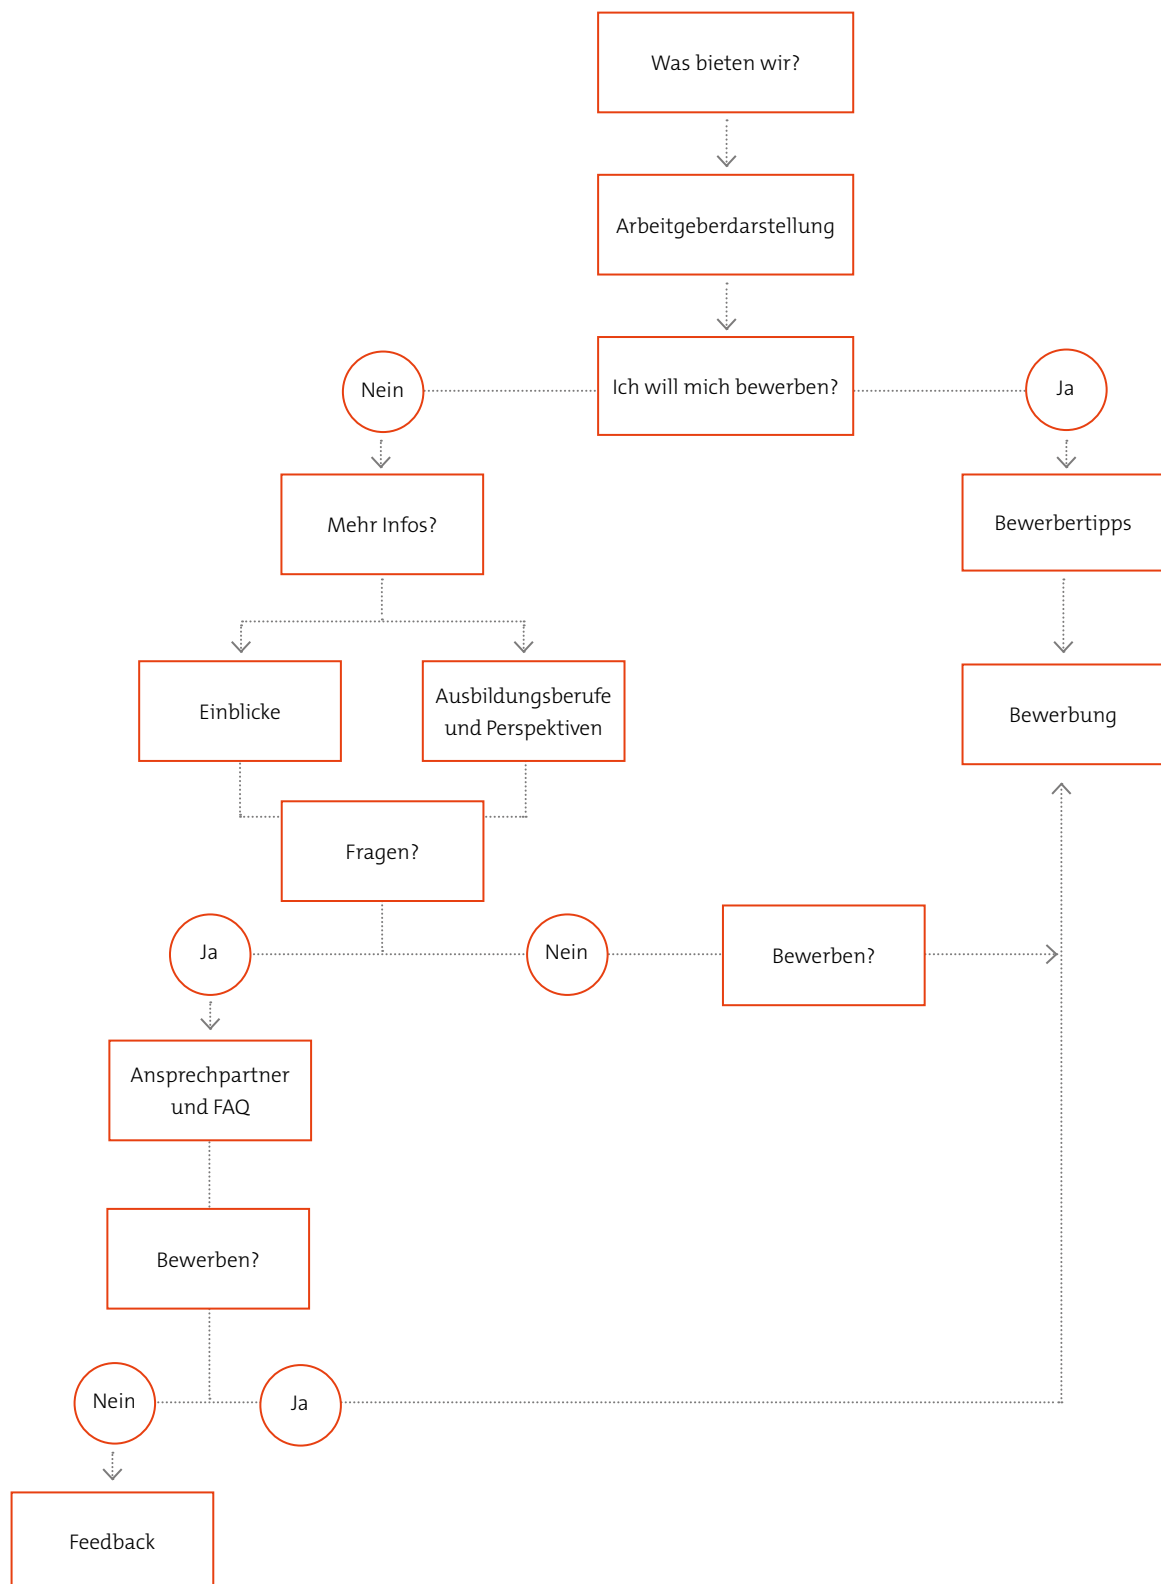 Was bieten wir?
Arbeitgeberdarstellung
Nein
Ich will mich bewerben?
Ja
Mehr Infos?
Bewerbertipps
Einblicke
Ausbildungsberufe
und Perspektiven
Bewerbung
Fragen?
Ja
Nein
Bewerben?
Ansprechpartner
und FAQ
Bewerben?
Nein
Ja
Feedback